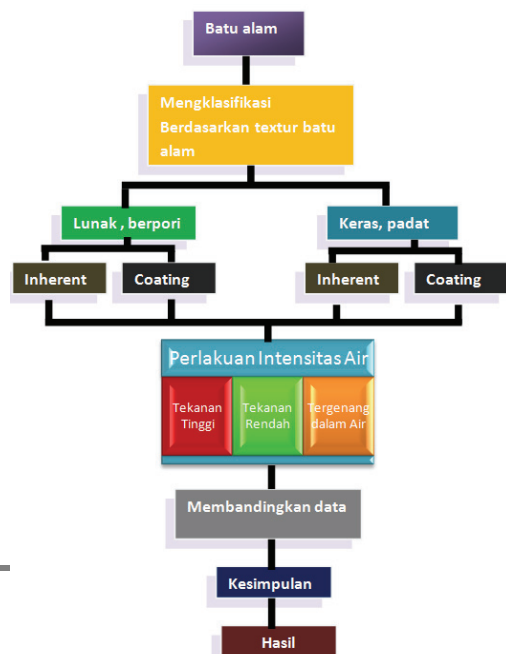 Batu alam
Mengklasifikasi
Berdasarkan textur batu
alam
Lunak , berpori
Keras, padat
Inherent
Coating
Inherent
Coating
Perlakuan Intensitas Air
Tekanan
Tinggi
Tekanan
Rendah
Tergenang
dalam Air
Membandingkan data
Kesimpulan
Hasil